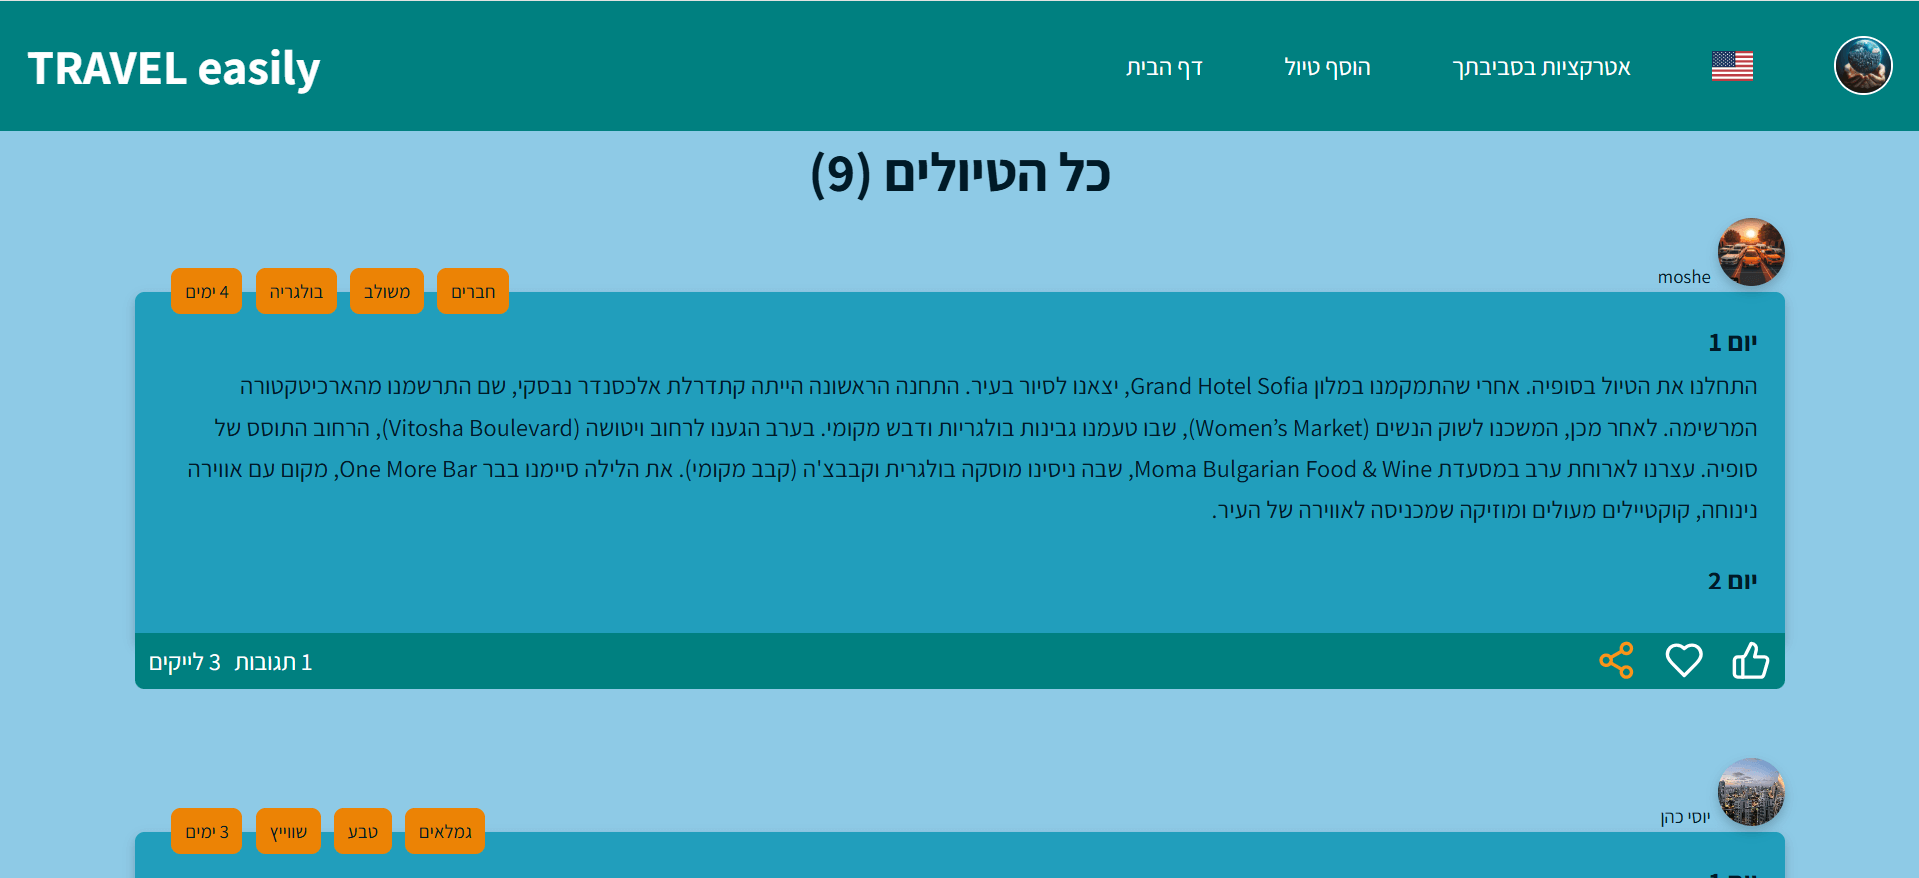 TRAVEL easily
אטרקציות בסביבתך
הוסף טיול
דף הבית
כל הטיולים (9)
moshe
חברים
משולב
בולגריה
4 ימים
יום 1
התחלנו את הטיול בסופיה. אחרי שהתמקמנו במלון Grand Hotel Sofia, יצאנו לסיור בעיר. התחנה הראשונה הייתה קתדרלת אלכסנדר נבסקי, שם התרשמנו מהארכיטקטורה
המרשימה. לאחר מכן, המשכנו לשוק הנשים (Women’s Market), שבו טעמנו גבינות בולגריות ודבש מקומי. בערב הגענו לרחוב ויטושה (Vitosha Boulevard), הרחוב התוסס של
סופיה. עצרנו לארוחת ערב במסעדת Moma Bulgarian Food & Wine, שבה ניסינו מוסקה בולגרית וקבבצ'ה (קבב מקומי). את הלילה סיימנו בבר One More Bar, מקום עם אווירה
נינוחה, קוקטיילים מעולים ומוזיקה שמכניסה לאווירה של העיר.
יום 2
1 תגובות
3 לייקים
יוסי כהן
גמלאים
טבע
שווייץ
3 ימים
יום 1